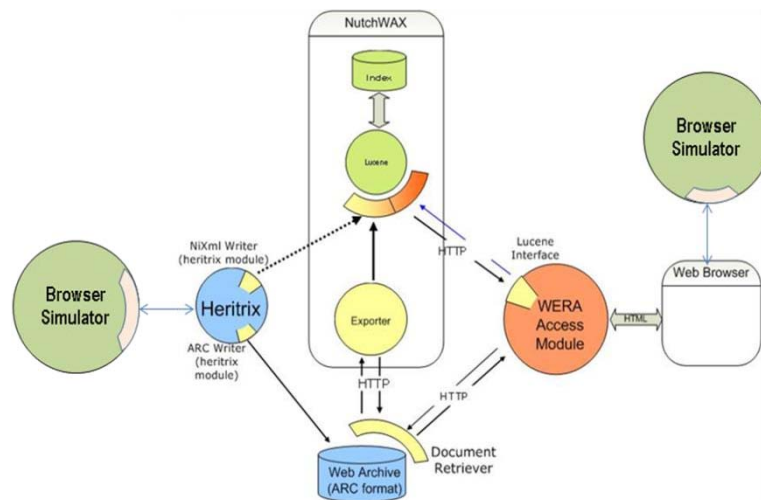 NutchWAX
Index
Lucene
Browser
Simulator
NiXml Writer
(heritrix module)
HTTP
Lucene
Interface
Web Browser
Browser
Simulator
Heritrix
Exporter
WERA
Access
Module
HTML
ARC Writer
(heritrix
module)
HTTP
HTTP
Document
Retriever
Web Archive
(ARC format)